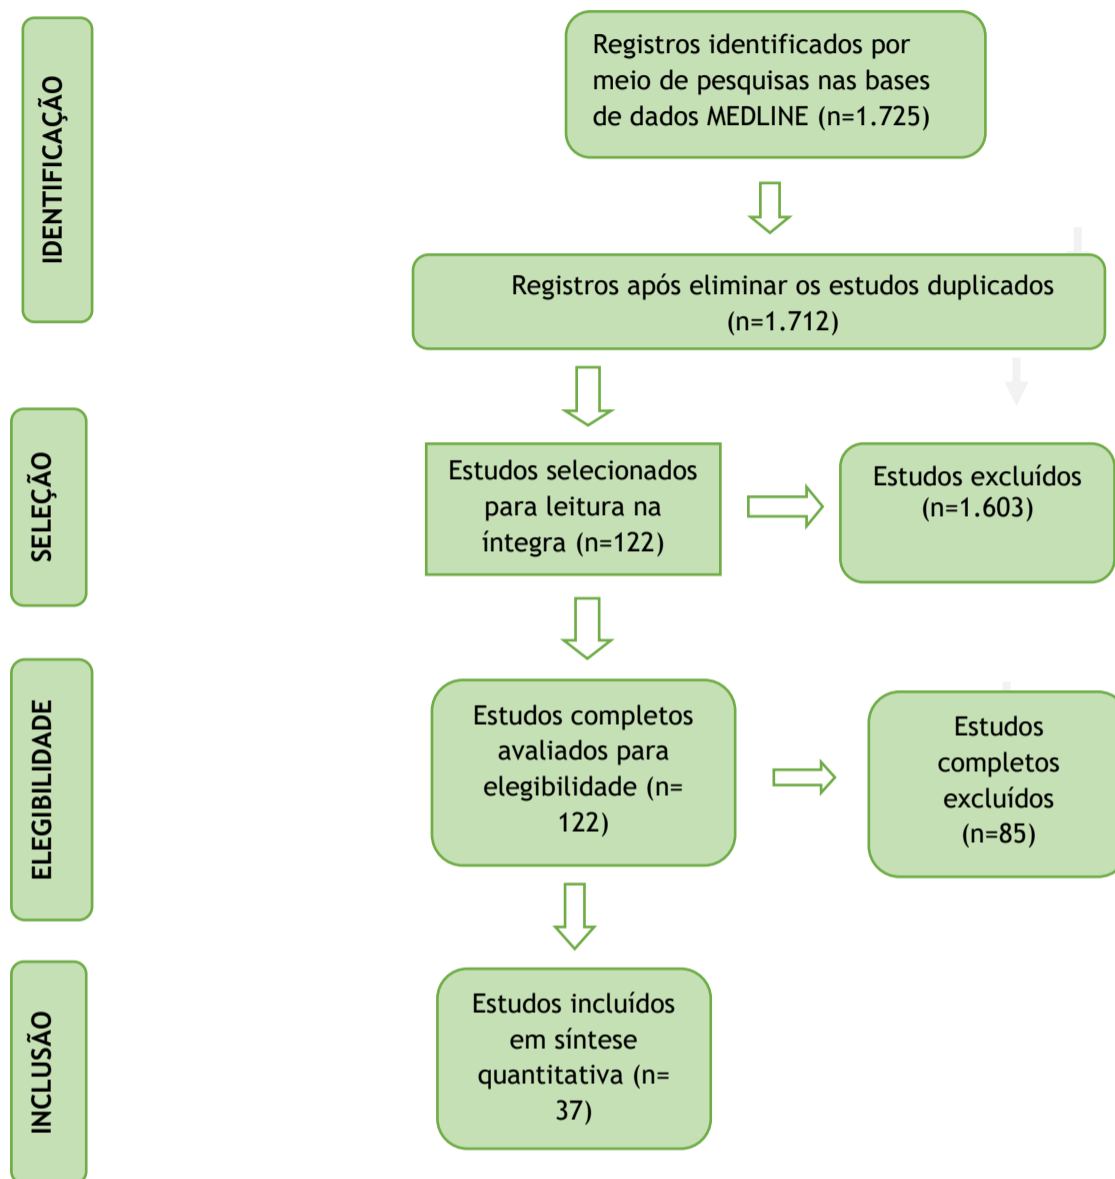 IDENTIFICAÇÃO
Registros identificados por
meio de pesquisas nas bases
de dados MEDLINE (n=1.725)
Registros após eliminar os estudos duplicados
(n=1.712)
SELEÇÃO
Estudos selecionados
para leitura na
íntegra (n=122)
Estudos excluídos
(n=1.603)
ELEGIBILIDADE
Estudos completos
avaliados para
elegibilidade (n=
122)
Estudos
completos
excluídos
(n=85)
INCLUSÃO
Estudos incluídos
em síntese
quantitativa (n=
37)